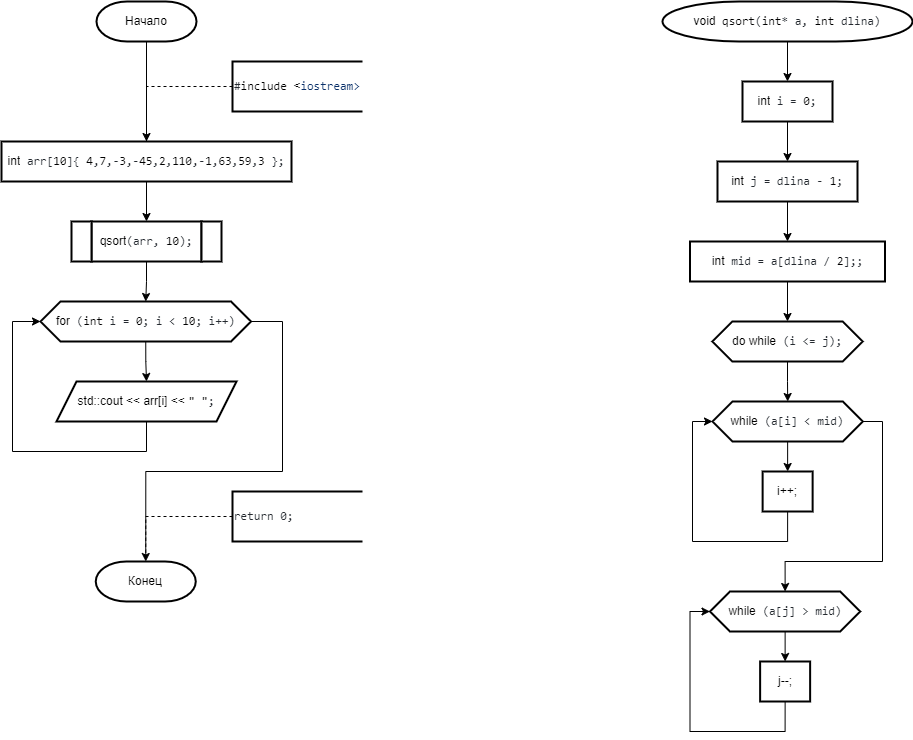 Начало
#include <iostream>
int arr[10]{ 4,7,-3,-45,2,110,-1,63,59,3 };
qsort(arr, 10);
for (int i = 0; i < 10; i++)
std::cout << arr[i] << " ";
return 0;
Конец
void qsort(int* a, int dlina)
int i = 0;
int j = dlina - 1;
int mid = a[dlina / 2];;
do while (i <= j);
while (a[i] < mid)
i++;
while (a[j] > mid)
j--;